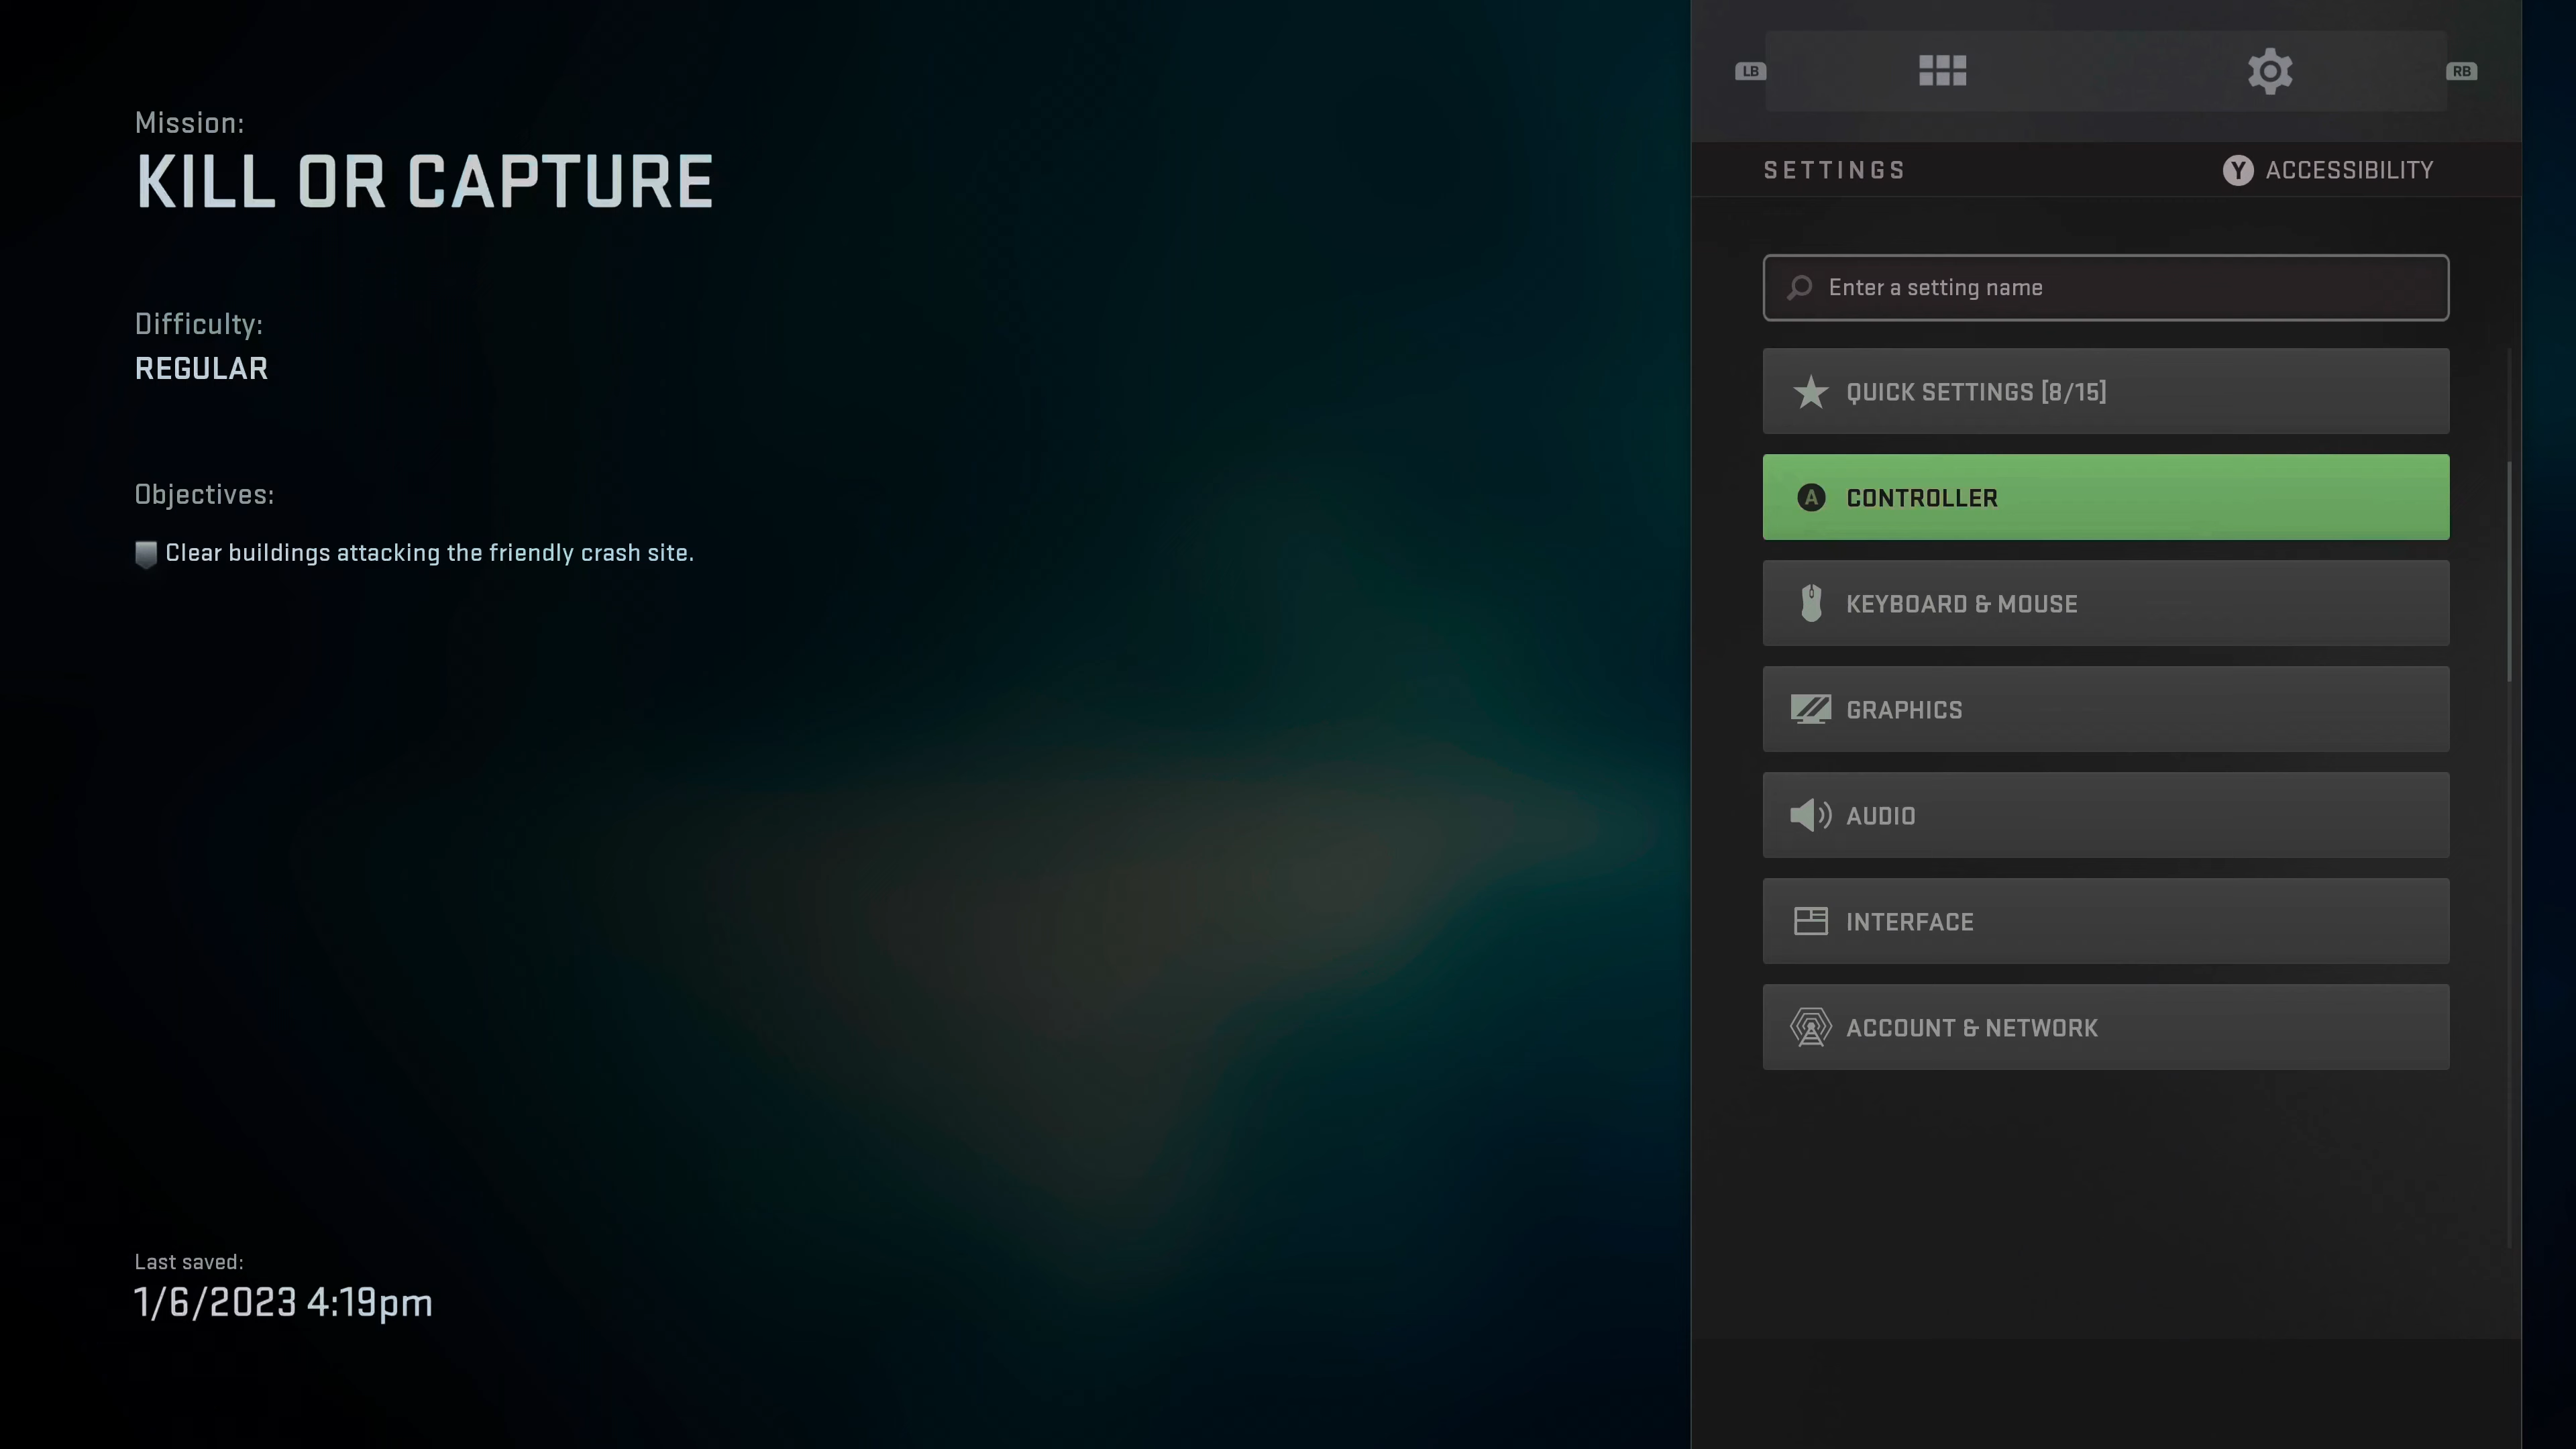 Mission:
KILL OR CAPTURE
Difficulty:
REGULAR
Objectives:
Clear buildings attacking the friendly crash site.
Last saved:
1/6/2023 4:19pm
LB
RB
SETTINGS
Y ACCESSIBILITY
Enter a setting name
QUICK SETTINGS [8/15]
A CONTROLLER
KEYBOARD & MOUSE
GRAPHICS
AUDIO
INTERFACE
ACCOUNT & NETWORK